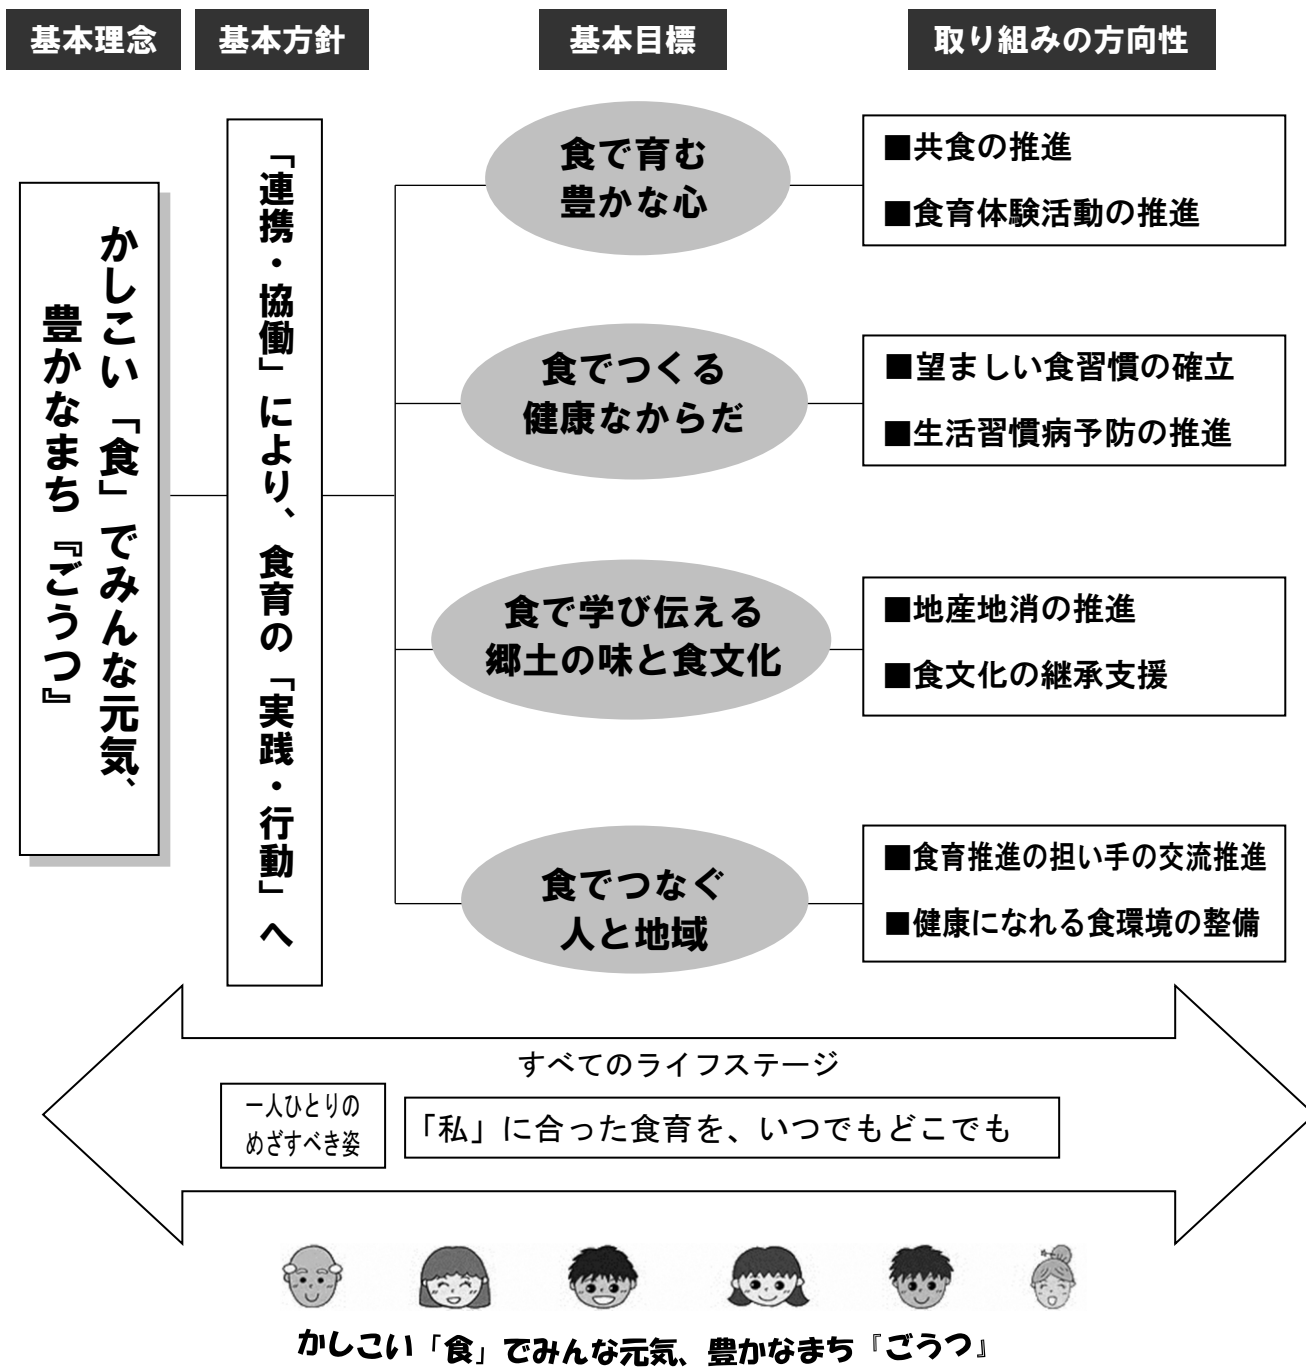 基本理念
基本方針
基本目標
取り組みの方向性
かしこい「食」でみんな元気、
豊かなまち『ごうつ』
「連携・協働」により、食育の「実践・行動」へ
食で育む
豊かな心
■共食の推進
■食育体験活動の推進
食でつくる
健康なからだ
■望ましい食習慣の確立
■生活習慣病予防の推進
食で学び伝える
郷土の味と食文化
■地産地消の推進
■食文化の継承支援
食でつなぐ
人と地域
■食育推進の担い手の交流推進
■健康になれる食環境の整備
すべてのライフステージ
一人ひとりの
めざすべき姿
「私」に合った食育を、いつでもどこでも
かしこい「食」でみんな元気、豊かなまち『ごうつ』